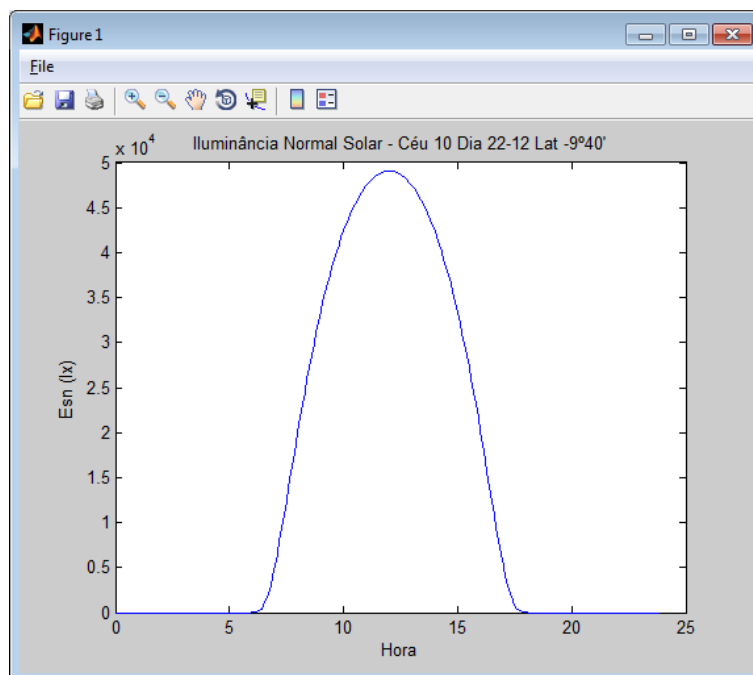 Figure 1
File
x 10^4
Iluminância Normal Solar - Céu 10 Dia 22-12 Lat -9º40'
5
4.5
4
3.5
3
2.5
2
1.5
1
0.5
0
Esn (lx)
0 5 10 15 20 25
Hora